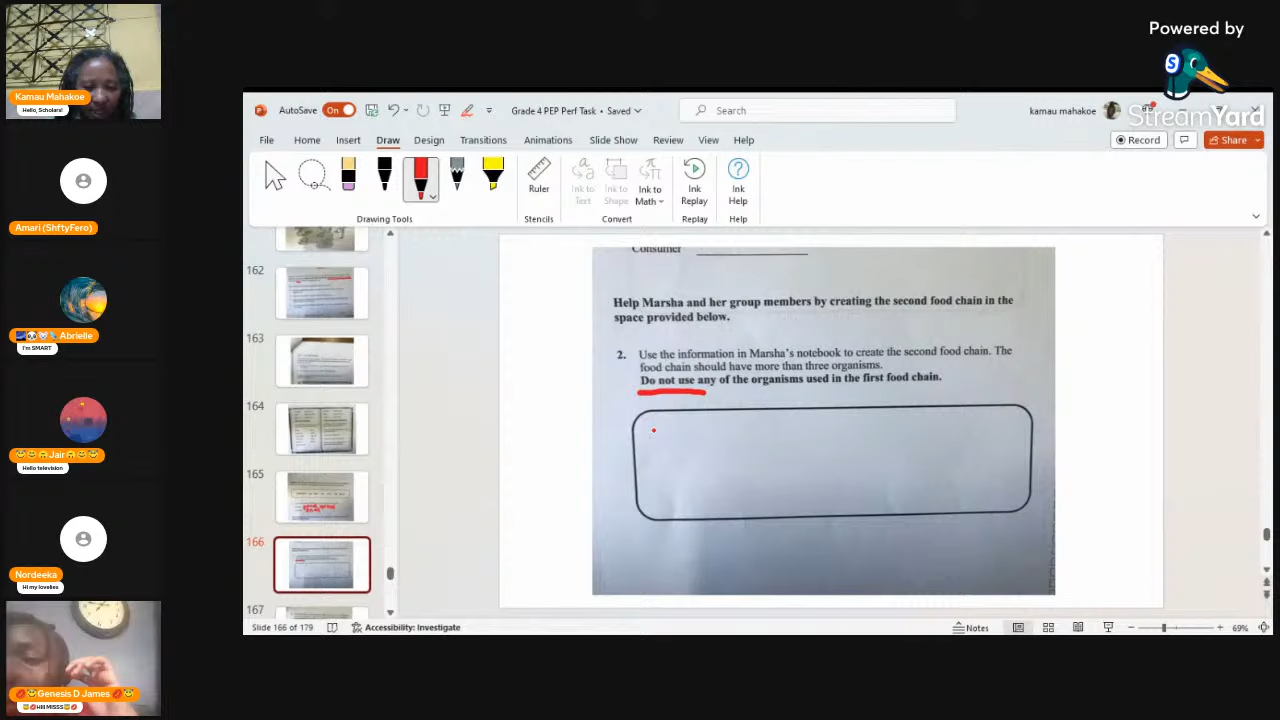 Powered by
StreamYard
Kamau Mahakoe
Hello, Scholars!
Amari (ShftyFero)
Abrielle
I'm SMART
Jair
Hello television
Nordeeka
Hi my lovelies
Genesis D James
HIII MISSS
AutoSave On
Grade 4 PEP Perf Task • Saved
Search
kamau mahakoe
File Home Insert Draw Design Transitions Animations Slide Show Review View Help
Record
Share
Ruler
Ink to Text
Ink to Shape
Ink to Math
Ink Replay
Ink Help
Drawing Tools
Stencils
Convert
Replay
Help
162
163
164
165
166
167
Consumer
Help Marsha and her group members by creating the second food chain in the
space provided below.
2. Use the information in Marsha's notebook to create the second food chain. The
food chain should have more than three organisms.
Do not use any of the organisms used in the first food chain.
Slide 166 of 179
Accessibility: Investigate
Notes
69%